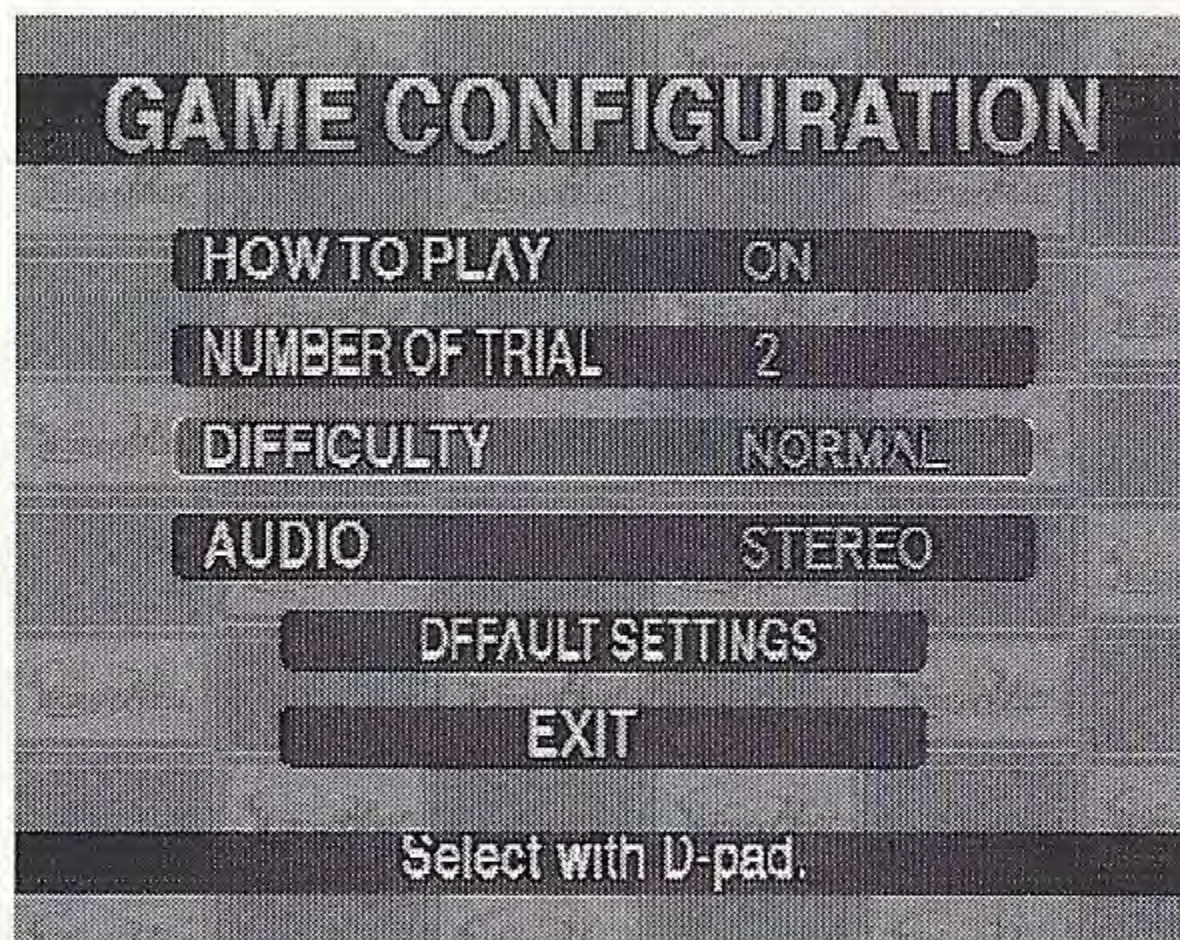 GAME CONFIGURATION
HOW TO PLAY ON
NUMBER OF TRIAL 2
DIFFICULTY NORMAL
AUDIO STEREO
DEFAULT SETTINGS
EXIT
Select with D-pad.